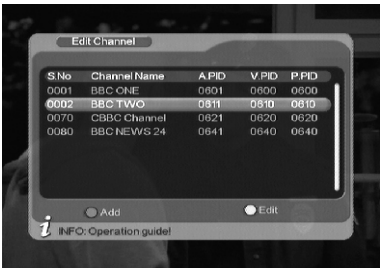 Edit Channel
S.No Channel Name A.PID V.PID P.PID
0001 BBC ONE 0601 0600 0600
0002 BBC TWO 0611 0610 0610
0070 CBBC Channel 0621 0620 0620
0080 BBC NEWS 24 0641 0640 0640
Add Edit
i INFO: Operation guide!